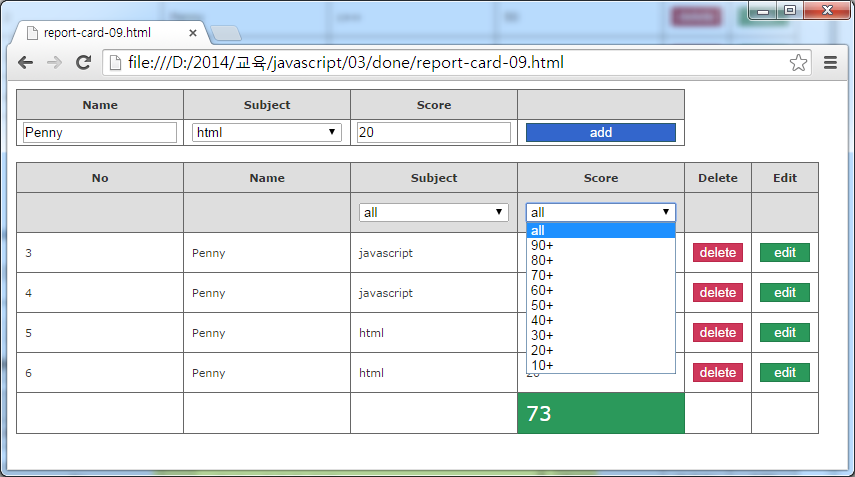 report-card-09.html
file:///D:/2014/교육/javascript/03/done/report-card-09.html
Name Subject Score
Penny html 20 add
No Name Subject Score Delete Edit
all all
all
90+
80+
70+
60+
50+
40+
30+
20+
10+
3 Penny javascript delete edit
4 Penny javascript delete edit
5 Penny html delete edit
6 Penny html delete edit
73